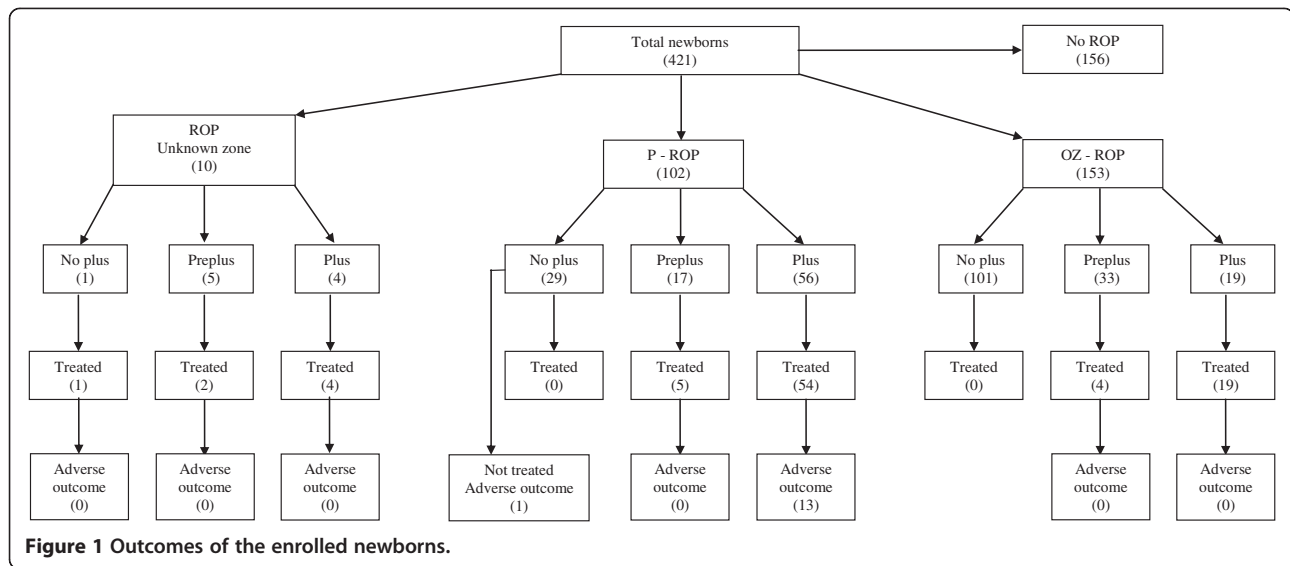 Total newborns
(421)
No ROP
(156)
ROP
Unknown zone
(10)
P - ROP
(102)
OZ - ROP
(153)
No plus
(1)
Preplus
(5)
Plus
(4)
No plus
(29)
Preplus
(17)
Plus
(56)
No plus
(101)
Preplus
(33)
Plus
(19)
Treated
(1)
Treated
(2)
Treated
(4)
Treated
(0)
Treated
(5)
Treated
(54)
Treated
(0)
Treated
(4)
Treated
(19)
Adverse
outcome
(0)
Adverse
outcome
(0)
Adverse
outcome
(0)
Not treated
Adverse outcome
(1)
Adverse
outcome
(0)
Adverse
outcome
(13)
Adverse
outcome
(0)
Adverse
outcome
(0)
Figure 1 Outcomes of the enrolled newborns.